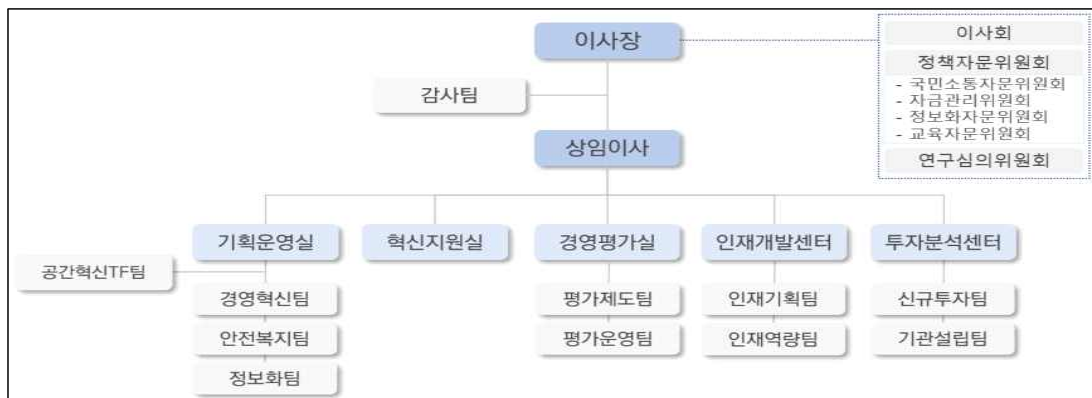 이사장
이사회
정책자문위원회
- 국민소통자문위원회
- 자금관리위원회
- 정보화자문위원회
- 교육자문위원회
연구심의위원회
감사팀
상임이사
기획운영실
혁신지원실
경영평가실
인재개발센터
투자분석센터
공간혁신TF팀
경영혁신팀
평가제도팀
인재기획팀
신규투자팀
안전복지팀
평가운영팀
인재역량팀
기관설립팀
정보화팀